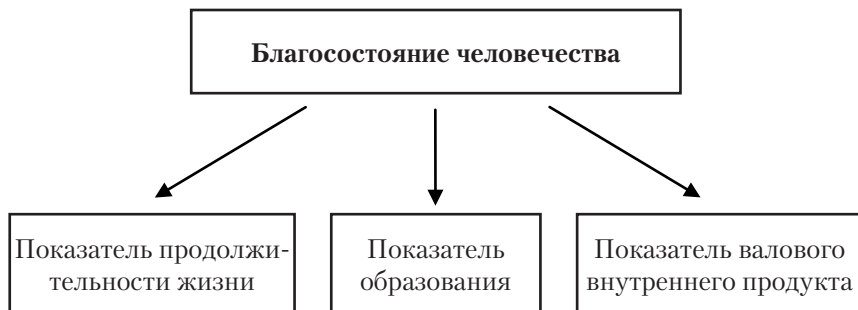 Благосостояние человечества
Показатель продолжи-
тельности жизни
Показатель
образования
Показатель валового
внутреннего продукта